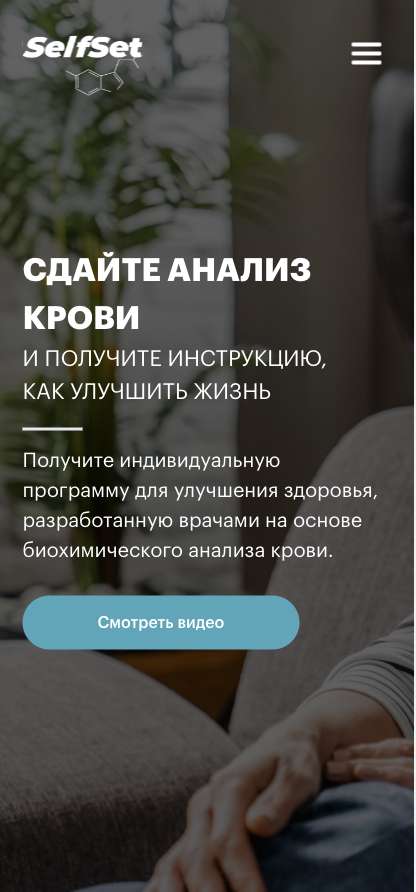 SelfSet
СДАЙТЕ АНАЛИЗ
КРОВИ
И ПОЛУЧИТЕ ИНСТРУКЦИЮ,
КАК УЛУЧШИТЬ ЖИЗНЬ
Получите индивидуальную
программу для улучшения здоровья,
разработанную врачами на основе
биохимического анализа крови.
Смотреть видео